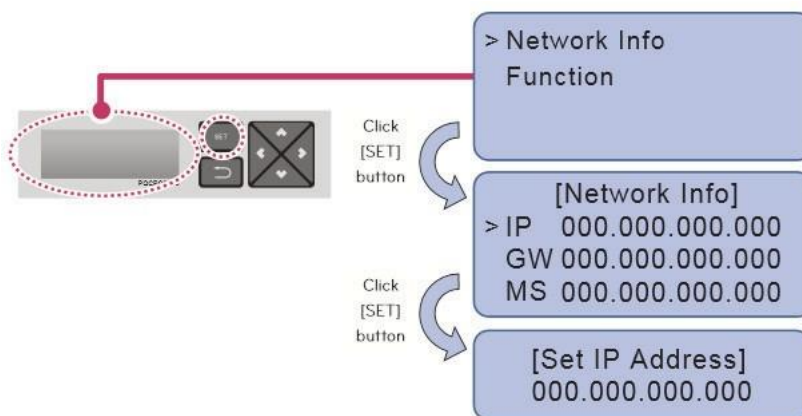 > Network Info
Function
SET
Click
[SET]
button
[Network Info]
> IP 000.000.000.000
GW 000.000.000.000
MS 000.000.000.000
Click
[SET]
button
[Set IP Address]
000.000.000.000